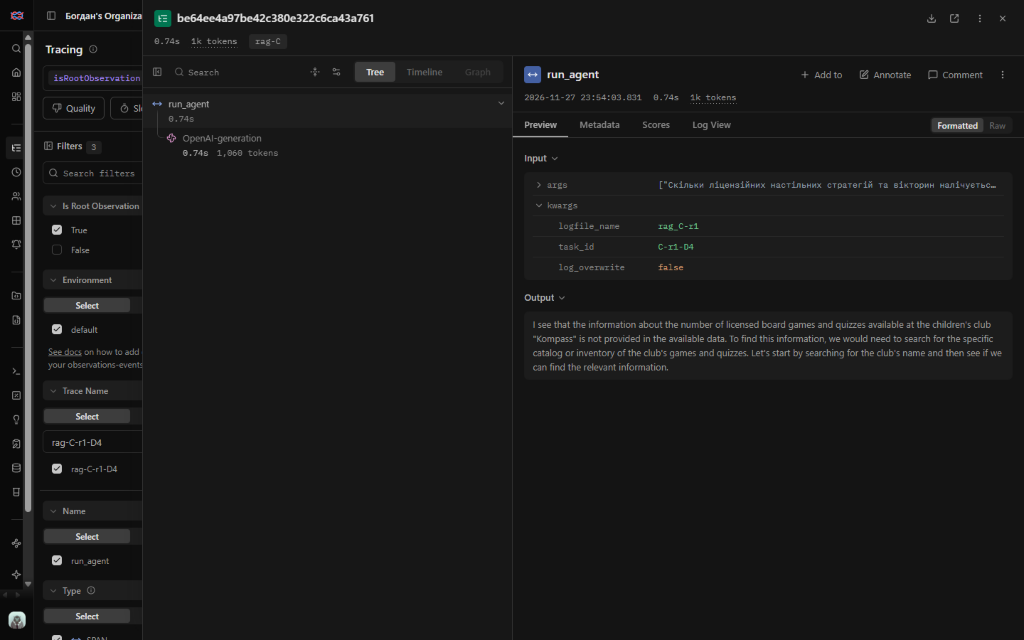 Богдан's Organiza
Tracing
isRootObservation
Quality
Slo
Filters 3
Search filters
Is Root Observation
True
False
Environment
Select
default
See docs on how to add
your observations-events
Trace Name
Select
rag-C-r1-D4
rag-C-r1-D4
Name
Select
run_agent
Type
Select
SPAN
be64ee4a97be42c380e322c6ca43a761
0.74s 1k tokens rag-C
Search
Tree Timeline Graph
run_agent
0.74s
OpenAI-generation
0.74s 1,060 tokens
run_agent
+ Add to Annotate Comment
2026-11-27 23:54:03.831 0.74s 1k tokens
Preview Metadata Scores Log View
Formatted Raw
Input
args ["Скільки ліцензійних настільних стратегій та вікторин налічуєтьс…
kwargs
logfile_name rag_C-r1
task_id C-r1-D4
log_overwrite false
Output
I see that the information about the number of licensed board games and quizzes available at the children's club
"Kompass" is not provided in the available data. To find this information, we would need to search for the specific
catalog or inventory of the club's games and quizzes. Let's start by searching for the club's name and then see if we
can find the relevant information.